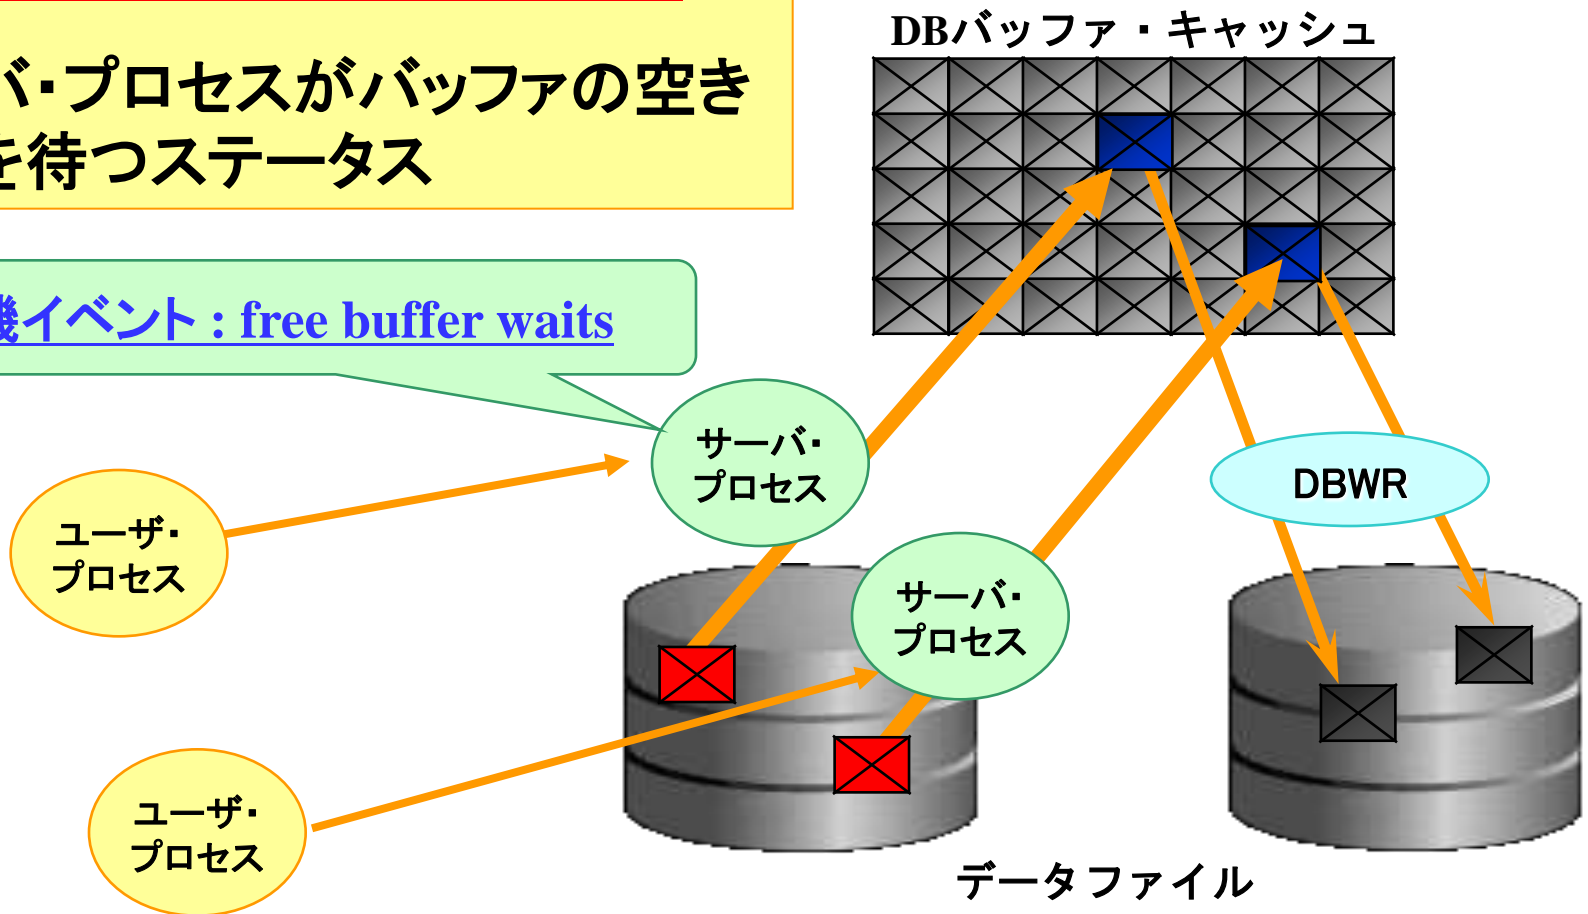 バ・プロセスがバッファの空き
を待つステータス
DBバッファ・キャッシュ
機イベント : free buffer waits
サーバ・
プロセス
ユーザ・
プロセス
DBWR
サーバ・
プロセス
ユーザ・
プロセス
データファイル